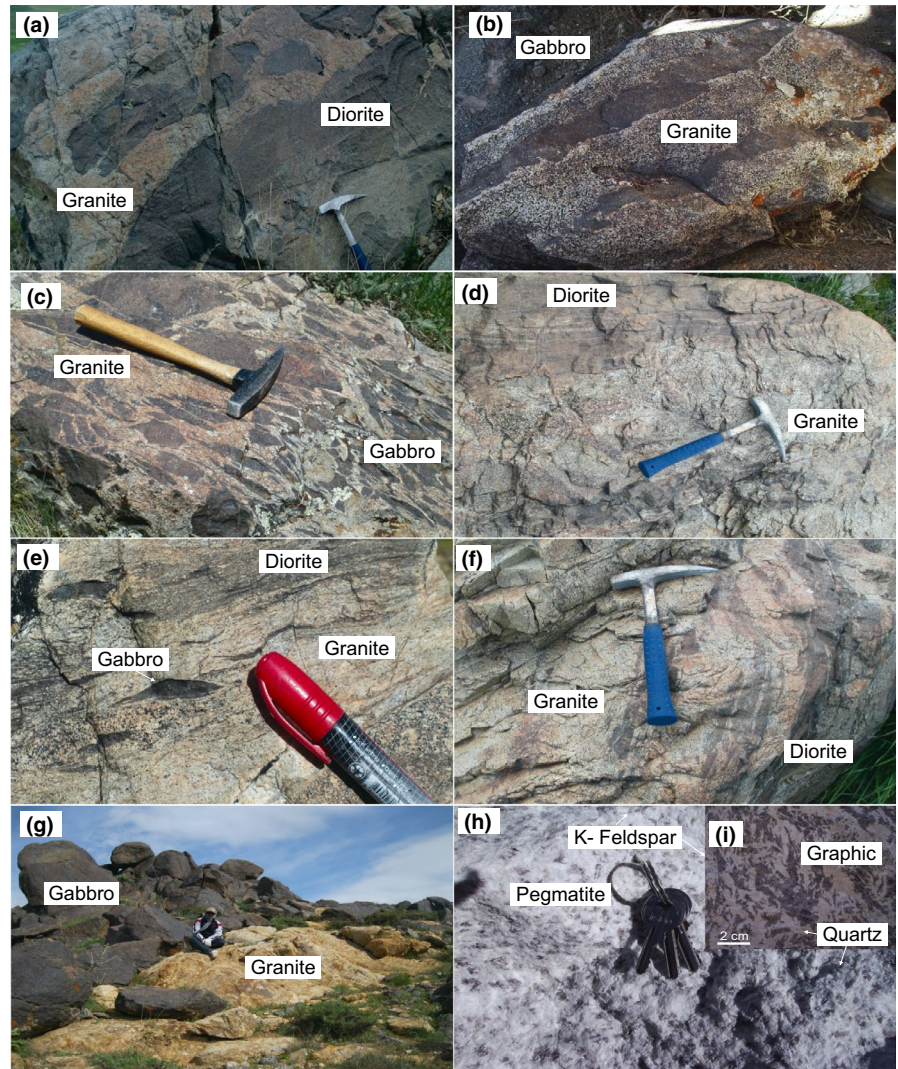 (a)
Diorite
Granite
(b)
Gabbro
Granite
(c)
Granite
Gabbro
(d)
Diorite
Granite
(e)
Diorite
Granite
Gabbro
(f)
Granite
Diorite
(g)
Gabbro
Granite
(h)
K- Feldspar
Pegmatite
(i)
Graphic
Quartz
2 cm